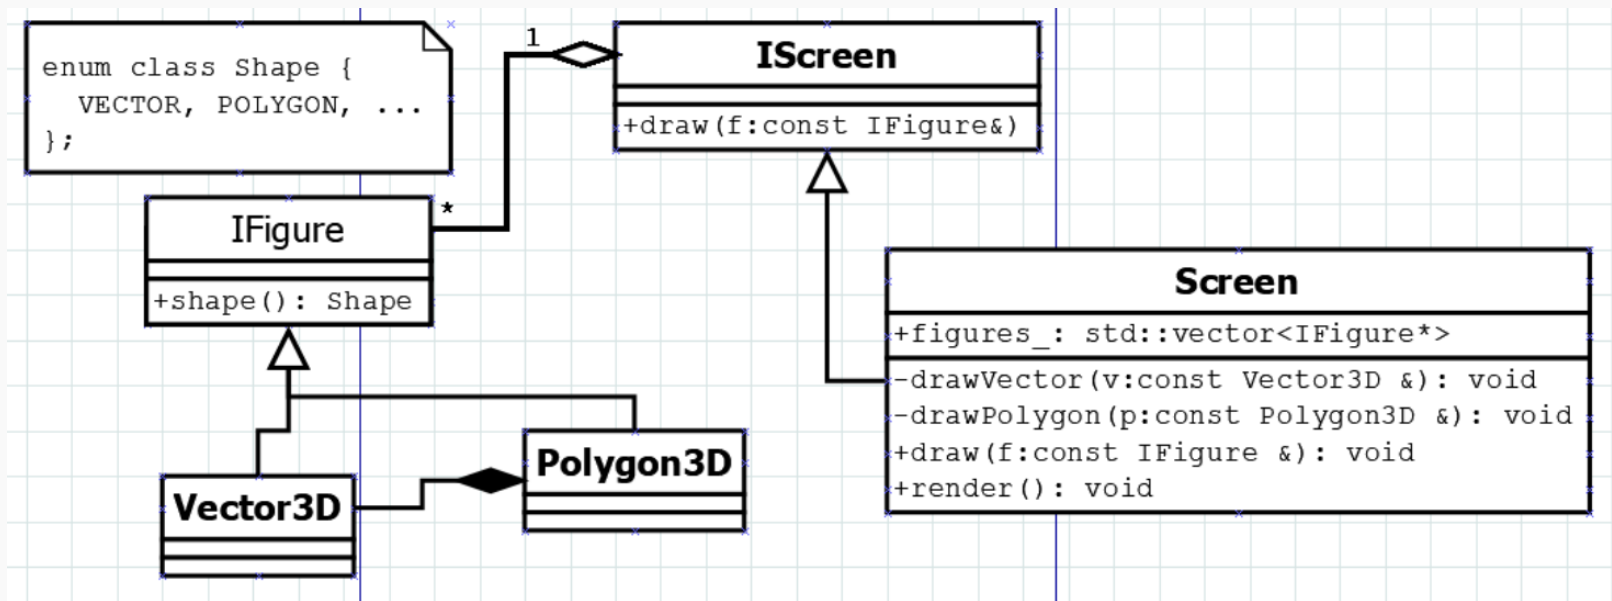 enum class Shape {
VECTOR, POLYGON, ...
};
1
IScreen
+draw(f:const IFigure&)
*
IFigure
+shape(): Shape
Screen
+figures_: std::vector<IFigure*>
-drawVector(v:const Vector3D &): void
-drawPolygon(p:const Polygon3D &): void
+draw(f:const IFigure &): void
+render(): void
Polygon3D
Vector3D